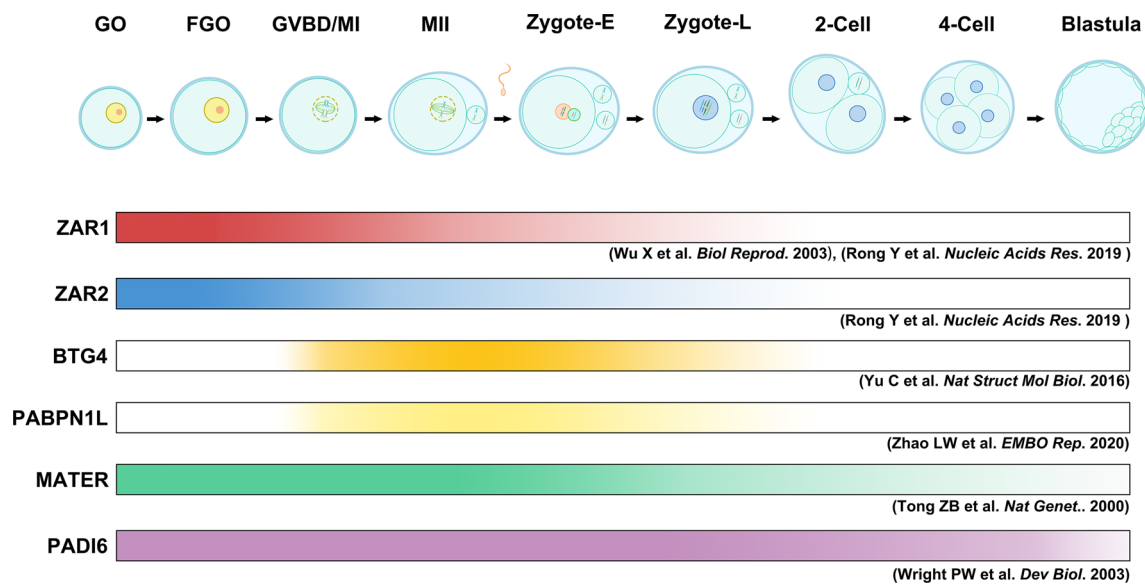 GO FGO GVBD/MI MII Zygote-E Zygote-L 2-Cell 4-Cell Blastula
ZAR1
(Wu X et al. Biol Reprod. 2003), (Rong Y et al. Nucleic Acids Res. 2019 )
ZAR2
(Rong Y et al. Nucleic Acids Res. 2019 )
BTG4
(Yu C et al. Nat Struct Mol Biol. 2016)
PABPN1L
(Zhao LW et al. EMBO Rep. 2020)
MATER
(Tong ZB et al. Nat Genet.. 2000)
PADI6
(Wright PW et al. Dev Biol. 2003)